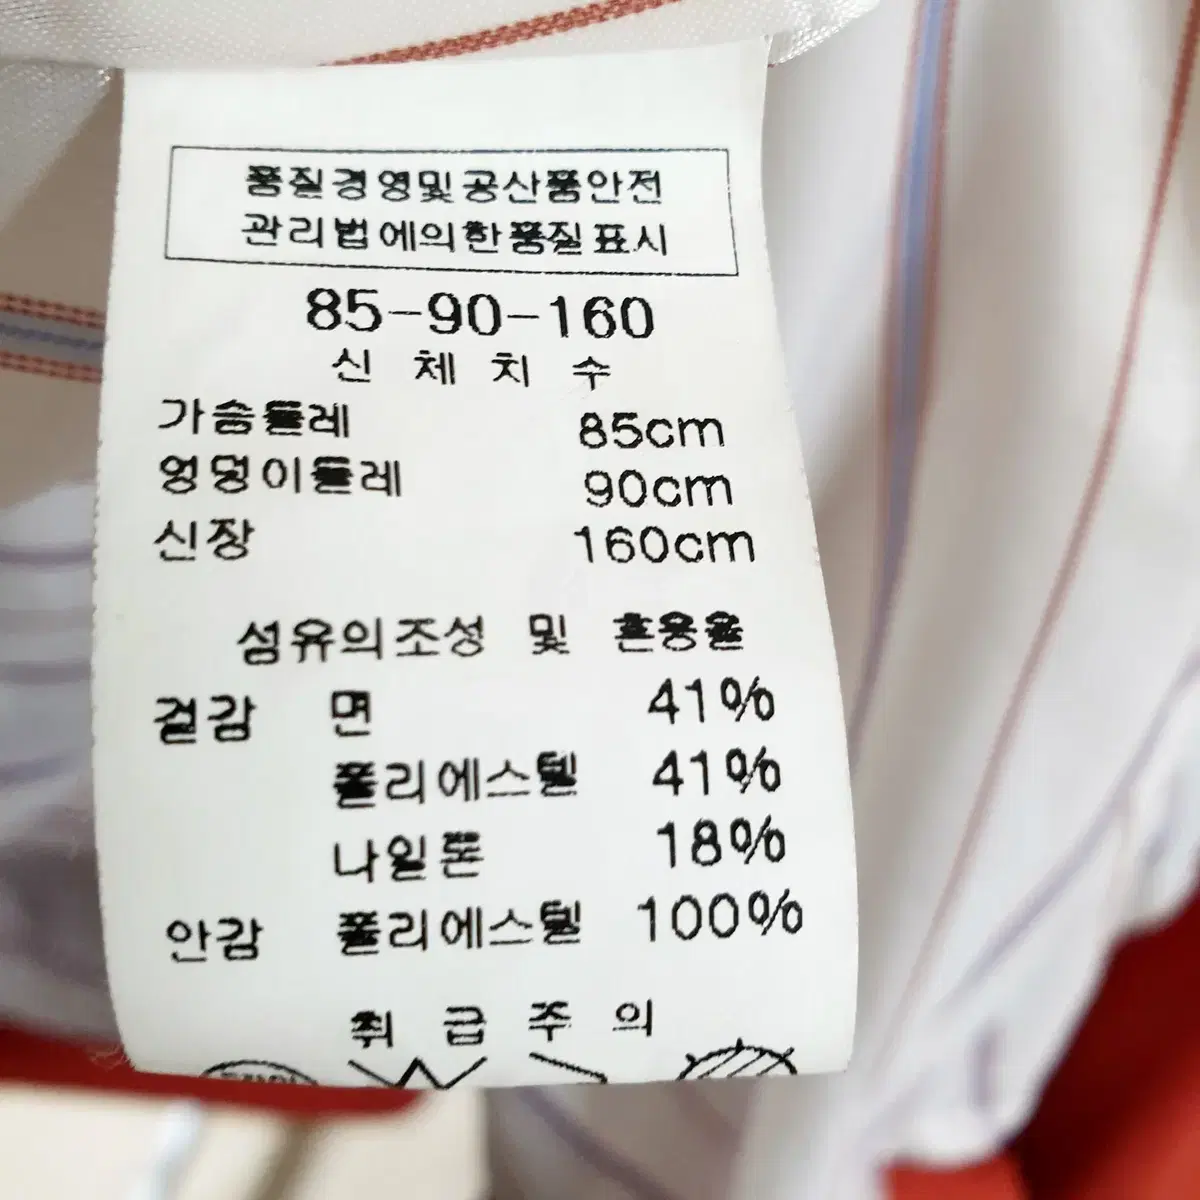 품질경영및공산품안전
관리법에의한품질표시
85-90-160
신 체 치 수
가슴둘레 85cm
엉덩이둘레 90cm
신장 160cm
섬유의조성 및 혼용율
겉감 면 41%
폴리에스텔 41%
나일론 18%
안감 폴리에스텔 100%
취 급 주 의